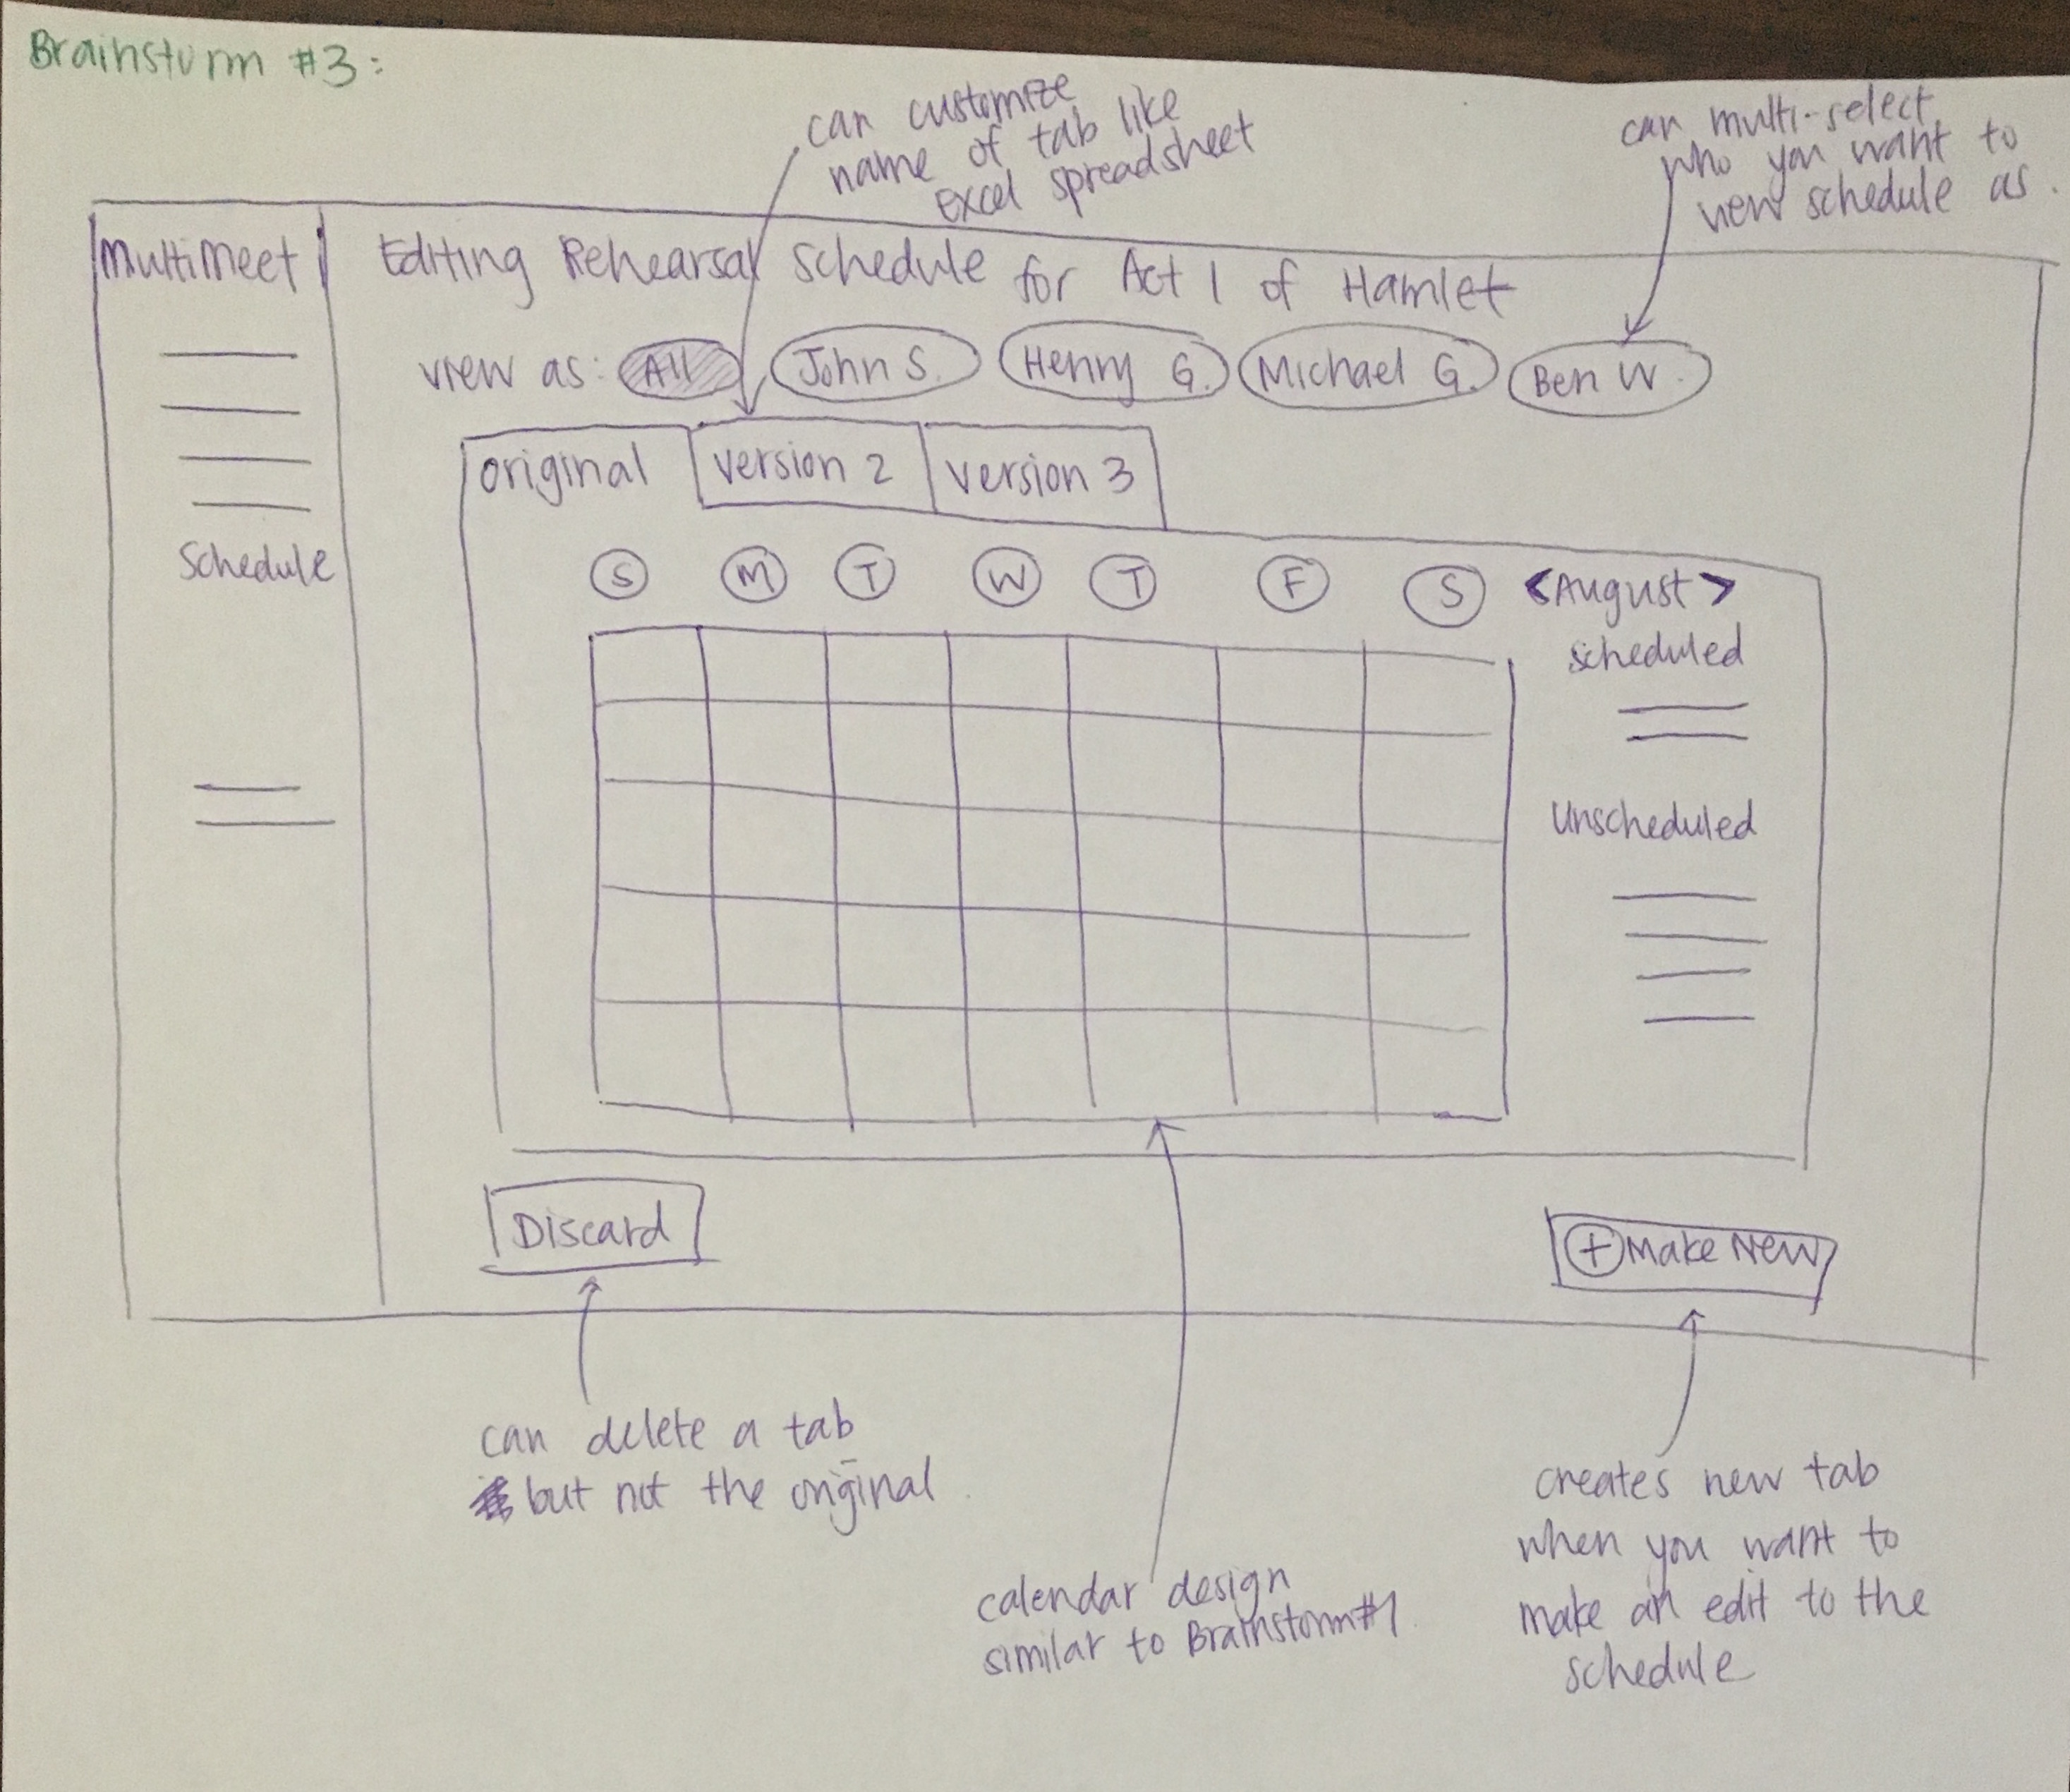 Brainstorm #3:
can customize
name of tab like
excel spreadsheet
can multi-select
who you want to
view schedule as.
MultiMeet
Editing Rehearsal Schedule for Act 1 of Hamlet
view as: All John S. Henry G. Michael G. Ben W.
original version 2 version 3
S M T W T F S <August>
Schedule
scheduled
Unscheduled
Discard
+ Make New
can delete a tab
but not the original
calendar design
similar to Brainstorm #1.
creates new tab
when you want to
make an edit to the
schedule